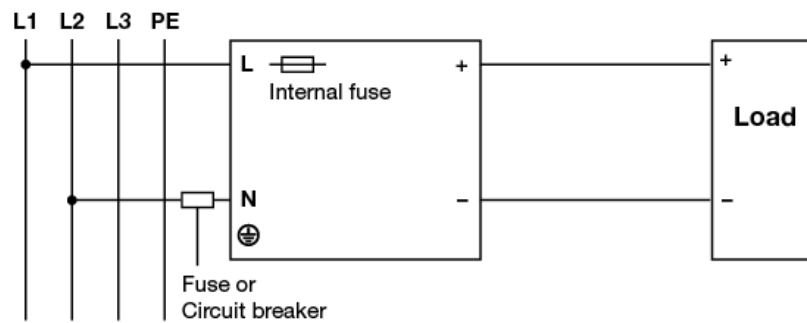 L1 L2 L3 PE
L + +
Internal fuse
Load
N – –
Fuse or
Circuit breaker